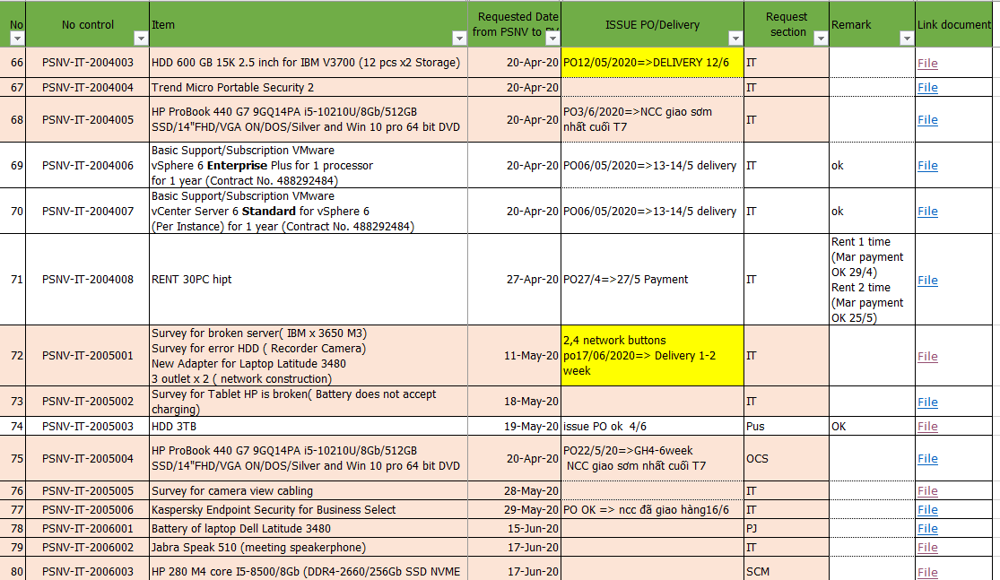 No No control Item Requested Date from PSNV to PV ISSUE PO/Delivery Request section Remark Link document
66 PSNV-IT-2004003 HDD 600 GB 15K 2.5 inch for IBM V3700 (12 pcs x2 Storage) 20-Apr-20 PO12/05/2020=>DELIVERY 12/6 IT File
67 PSNV-IT-2004004 Trend Micro Portable Security 2 20-Apr-20 IT File
68 PSNV-IT-2004005 HP ProBook 440 G7 9GQ14PA i5-10210U/8Gb/512GB
SSD/14"FHD/VGA ON/DOS/Silver and Win 10 pro 64 bit DVD 20-Apr-20 PO3/6/2020=>NCC giao sơm
nhất cuối T7 IT File
69 PSNV-IT-2004006 Basic Support/Subscription VMware
vSphere 6 Enterprise Plus for 1 processor
for 1 year (Contract No. 488292484) 20-Apr-20 PO06/05/2020=>13-14/5 delivery IT ok File
70 PSNV-IT-2004007 Basic Support/Subscription VMware
vCenter Server 6 Standard for vSphere 6
(Per Instance) for 1 year (Contract No. 488292484) 20-Apr-20 PO06/05/2020=>13-14/5 delivery IT ok File
71 PSNV-IT-2004008 RENT 30PC hipt 27-Apr-20 PO27/4=>27/5 Payment IT Rent 1 time
(Mar payment
OK 29/4)
Rent 2 time
(Mar payment
OK 25/5) File
72 PSNV-IT-2005001 Survey for broken server( IBM x 3650 M3)
Survey for error HDD ( Recorder Camera)
New Adapter for Laptop Latitude 3480
3 outlet x 2 ( network construction) 11-May-20 2,4 network buttons
po17/06/2020=> Delivery 1-2
week IT File
73 PSNV-IT-2005002 Survey for Tablet HP is broken( Battery does not accept
charging) 18-May-20 IT File
74 PSNV-IT-2005003 HDD 3TB 19-May-20 issue PO ok 4/6 Pus OK File
75 PSNV-IT-2005004 HP ProBook 440 G7 9GQ14PA i5-10210U/8Gb/512GB
SSD/14"FHD/VGA ON/DOS/Silver and Win 10 pro 64 bit DVD 20-Apr-20 PO22/5/20=>GH4-6week
NCC giao sơm nhất cuối T7 OCS File
76 PSNV-IT-2005005 Survey for camera view cabling 28-May-20 IT File
77 PSNV-IT-2005006 Kaspersky Endpoint Security for Business Select 29-May-20 PO OK => ncc đã giao hàng16/6 IT File
78 PSNV-IT-2006001 Battery of laptop Dell Latitude 3480 15-Jun-20 PJ File
79 PSNV-IT-2006002 Jabra Speak 510 (meeting speakerphone) 17-Jun-20 IT File
80 PSNV-IT-2006003 HP 280 M4 core I5-8500/8Gb (DDR4-2660/256Gb SSD NVME 17-Jun-20 SCM File